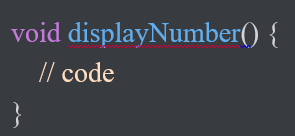 void displayNumber() {
// code
}